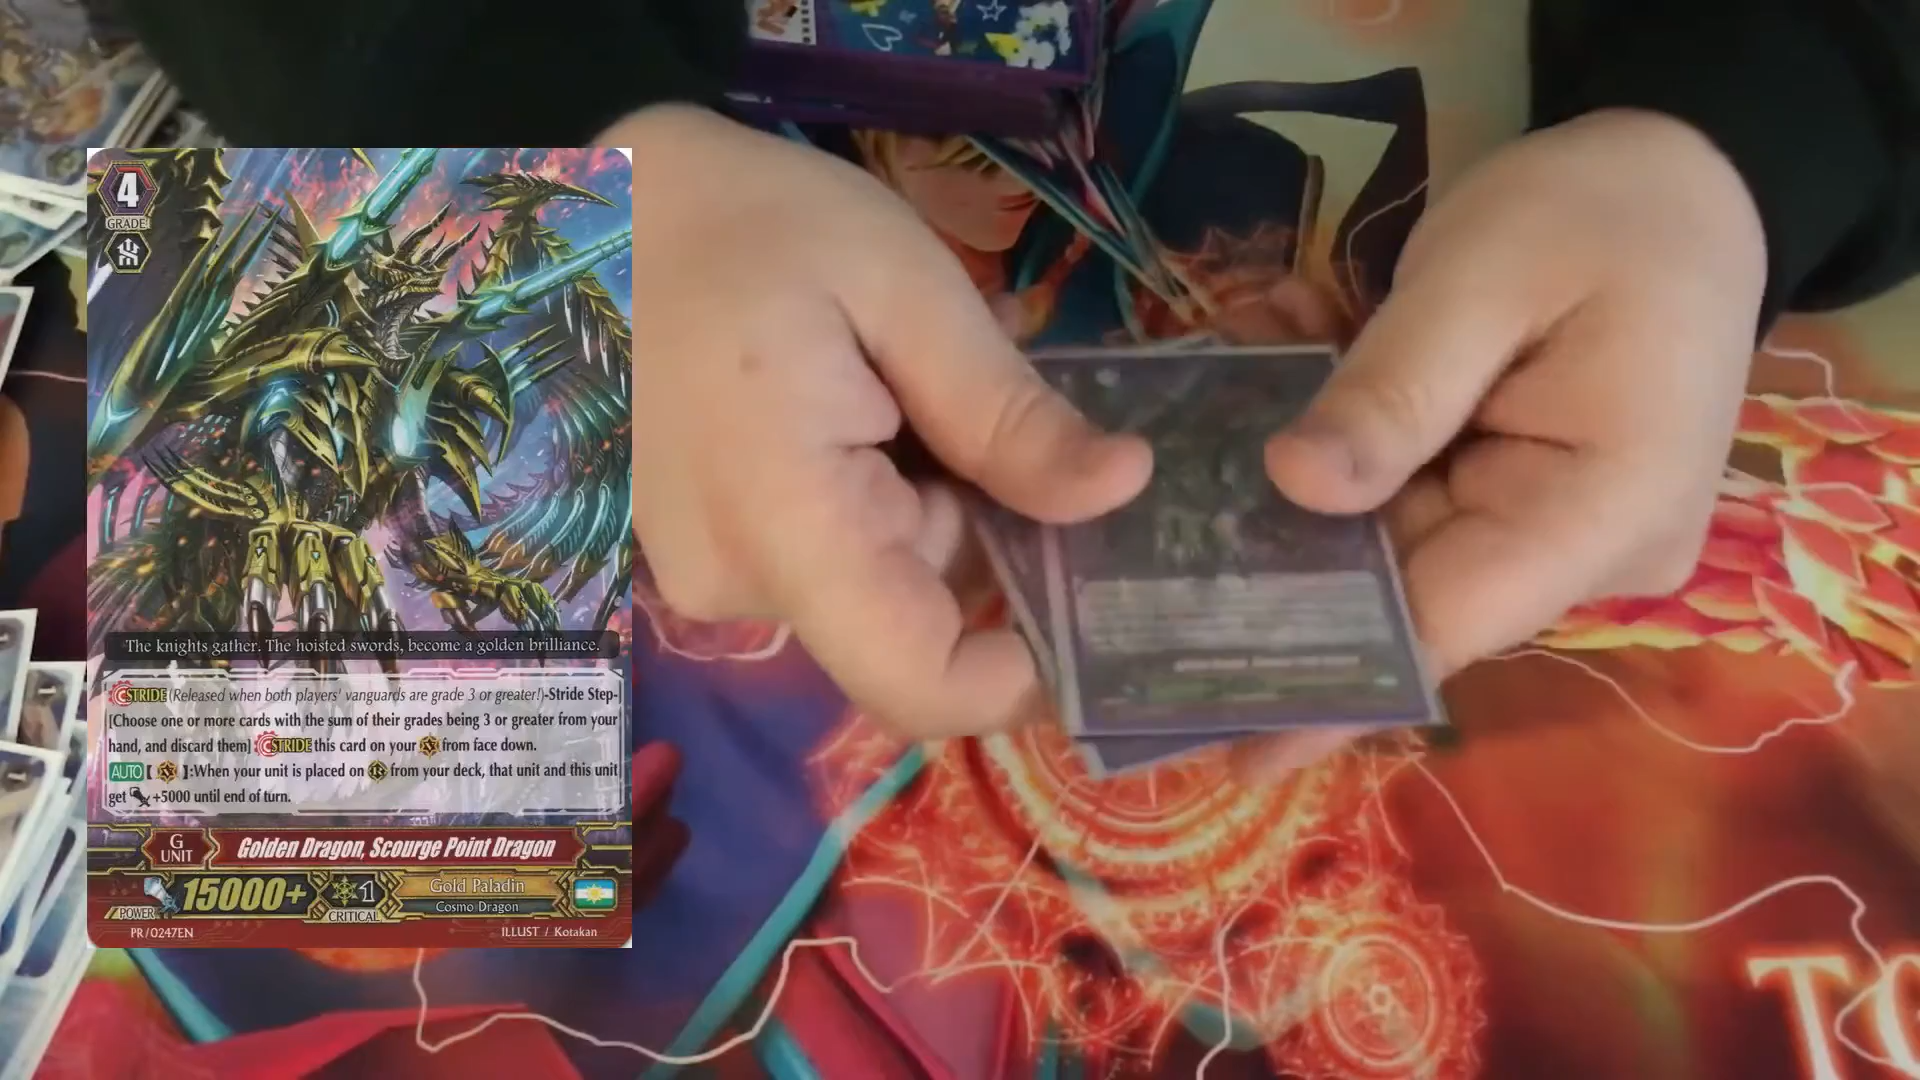 4
GRADE
The knights gather. The hoisted swords, become a golden brilliance.
STRIDE(Released when both players' vanguards are grade 3 or greater!)-Stride Step-
[Choose one or more cards with the sum of their grades being 3 or greater from your
hand, and discard them] STRIDE this card on your V from face down.
AUTO【 V 】:When your unit is placed on R from your deck, that unit and this unit
get +5000 until end of turn.
G
UNIT
Golden Dragon, Scourge Point Dragon
POWER 15000+ 1
CRITICAL
Gold Paladin
Cosmo Dragon
PR/0247EN
ILLUST / Kotakan